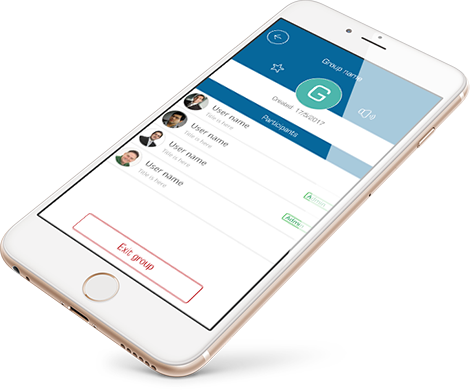 Group name
G
Created 17/5/2017
Participants
User name
Title is here
User name
Title is here
User name
Title is here
User name
Title is here
Exit group